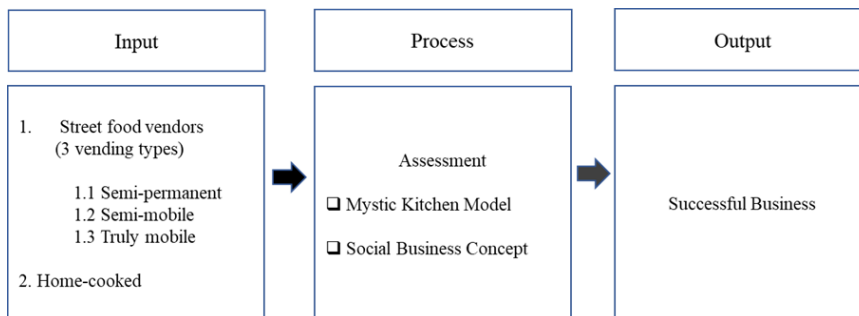 Input
Process
Output
1. Street food vendors
(3 vending types)
1.1 Semi-permanent
1.2 Semi-mobile
1.3 Truly mobile
2. Home-cooked
Assessment
❑ Mystic Kitchen Model
❑ Social Business Concept
Successful Business